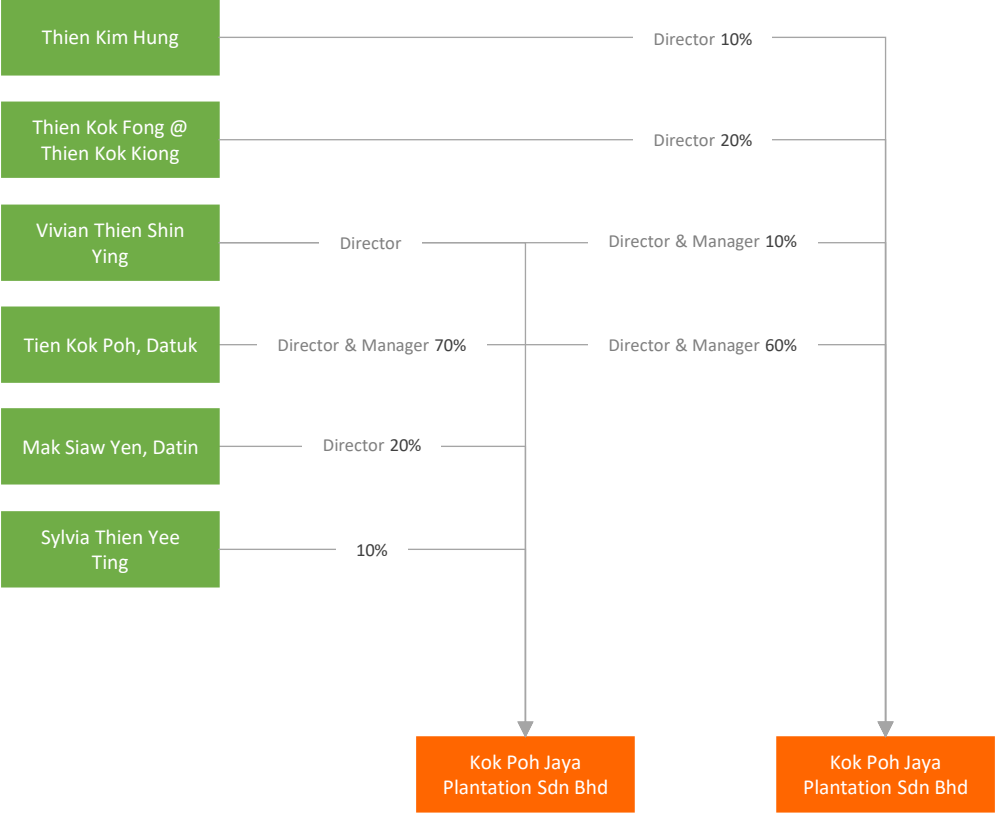 Thien Kim Hung
Director 10%
Thien Kok Fong @
Thien Kok Kiong
Director 20%
Vivian Thien Shin
Ying
Director
Director & Manager 10%
Tien Kok Poh, Datuk
Director & Manager 70%
Director & Manager 60%
Mak Siaw Yen, Datin
Director 20%
Sylvia Thien Yee
Ting
10%
Kok Poh Jaya
Plantation Sdn Bhd
Kok Poh Jaya
Plantation Sdn Bhd